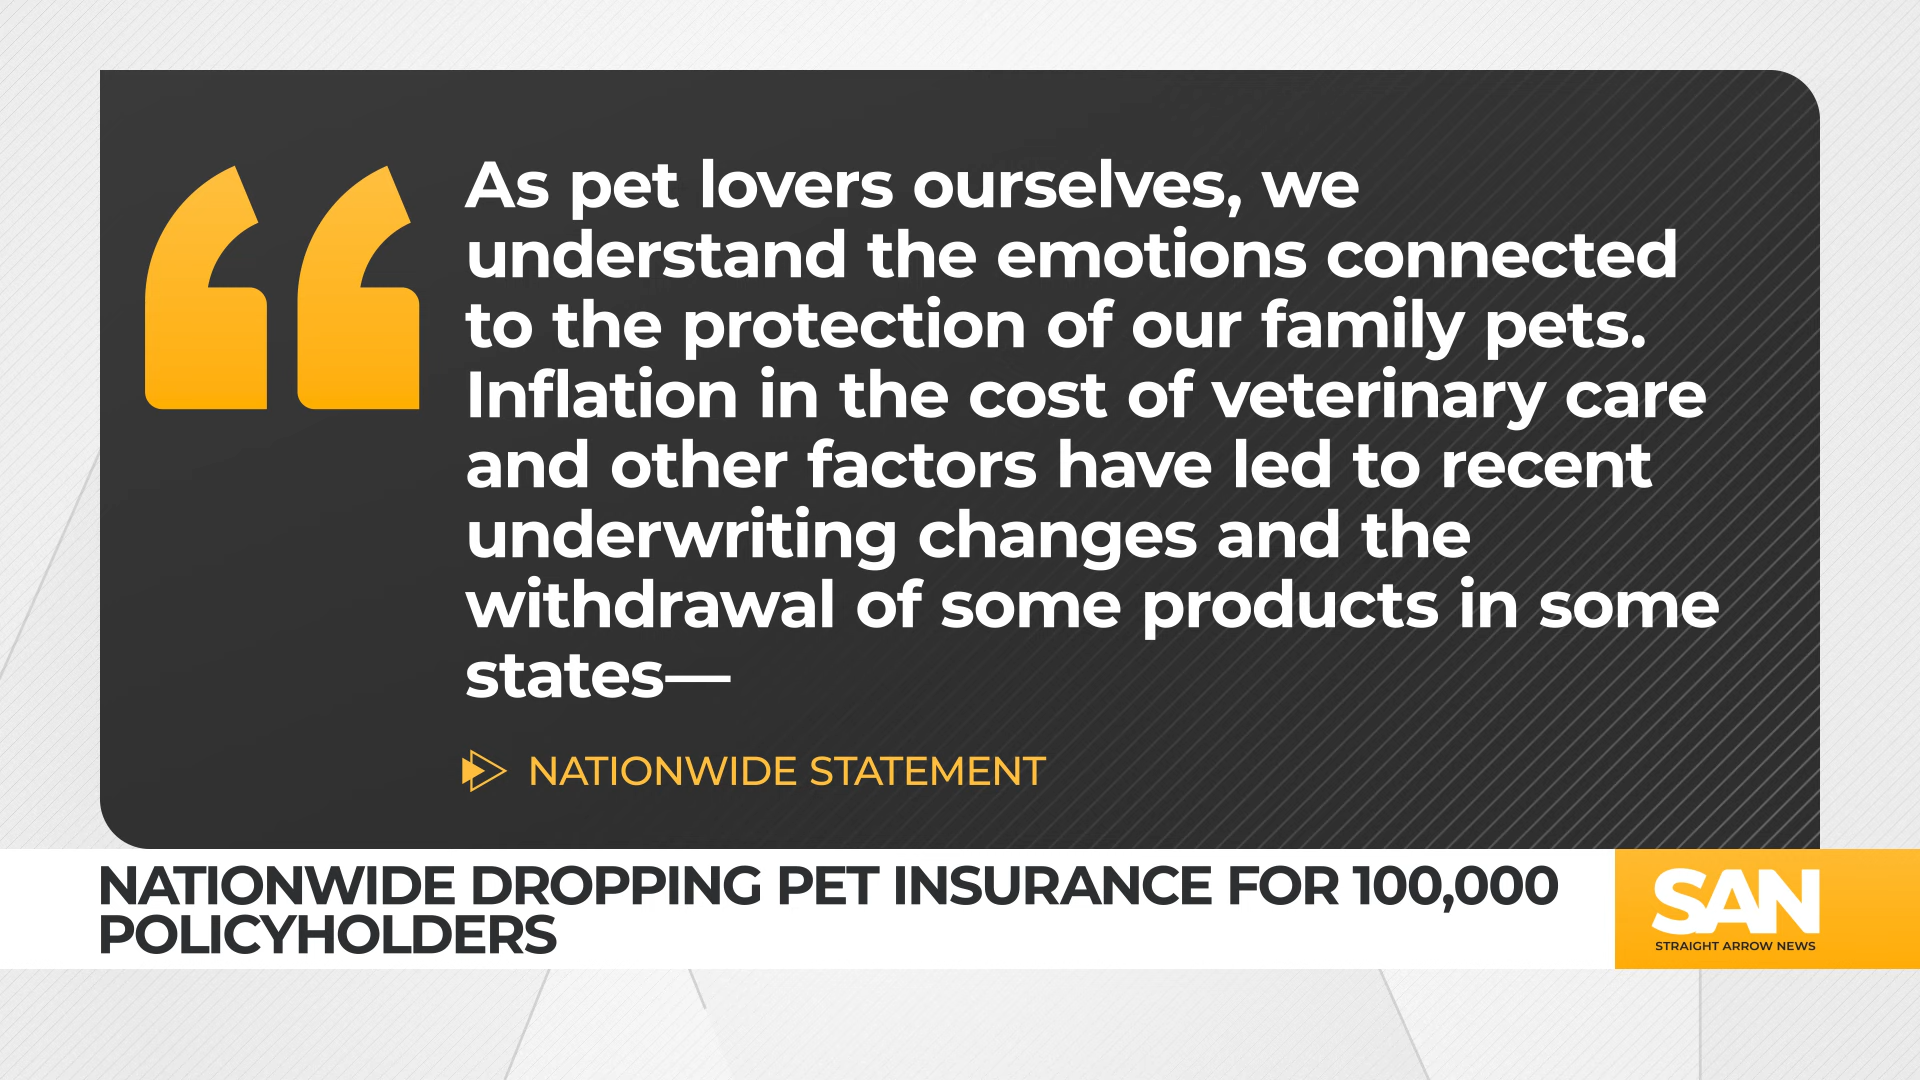 As pet lovers ourselves, we
understand the emotions connected
to the protection of our family pets.
Inflation in the cost of veterinary care
and other factors have led to recent
underwriting changes and the
withdrawal of some products in some
states—
NATIONWIDE STATEMENT
NATIONWIDE DROPPING PET INSURANCE FOR 100,000
POLICYHOLDERS
SAN
STRAIGHT ARROW NEWS